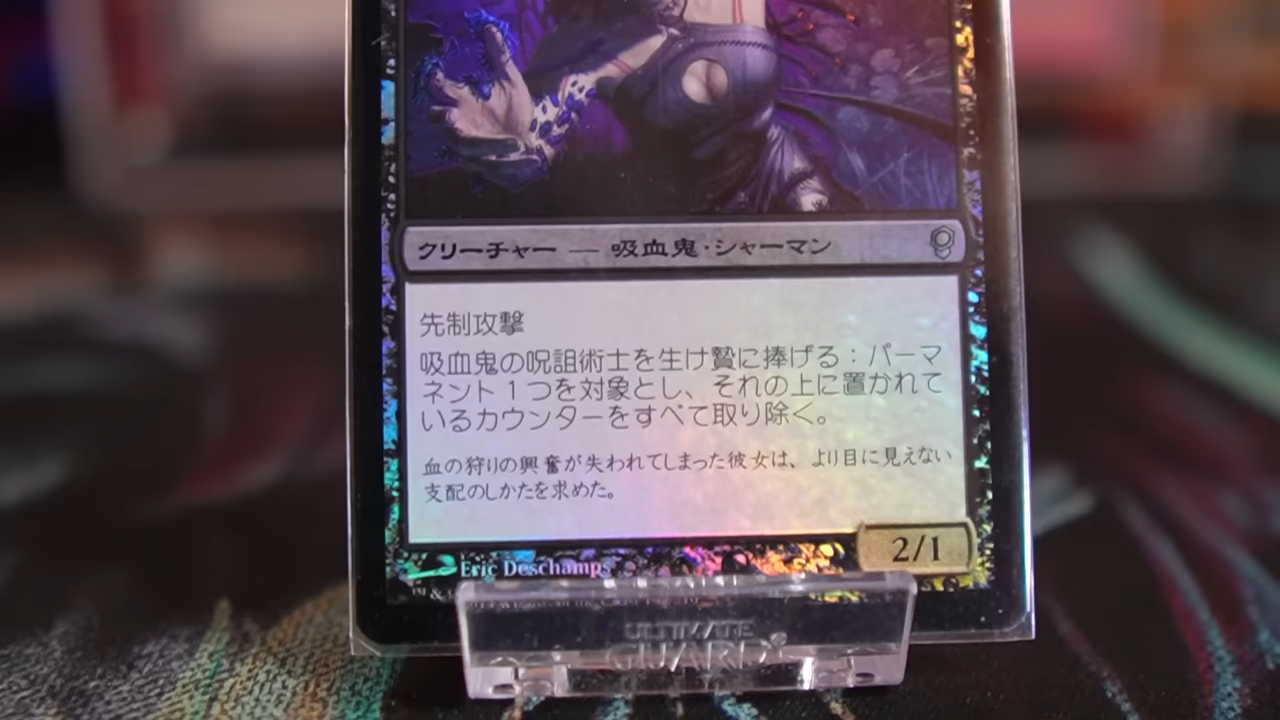 クリーチャー — 吸血鬼・シャーマン
先制攻撃
吸血鬼の呪詛術士を生け贄に捧げる：パーマ
ネント１つを対象とし、それの上に置かれて
いるカウンターをすべて取り除く。
血の狩りの興奮が失われてしまった彼女は、より目に見えない
支配のしかたを求めた。
2/1
Eric Deschamps
™ &
ULTIMATE
GUARD®